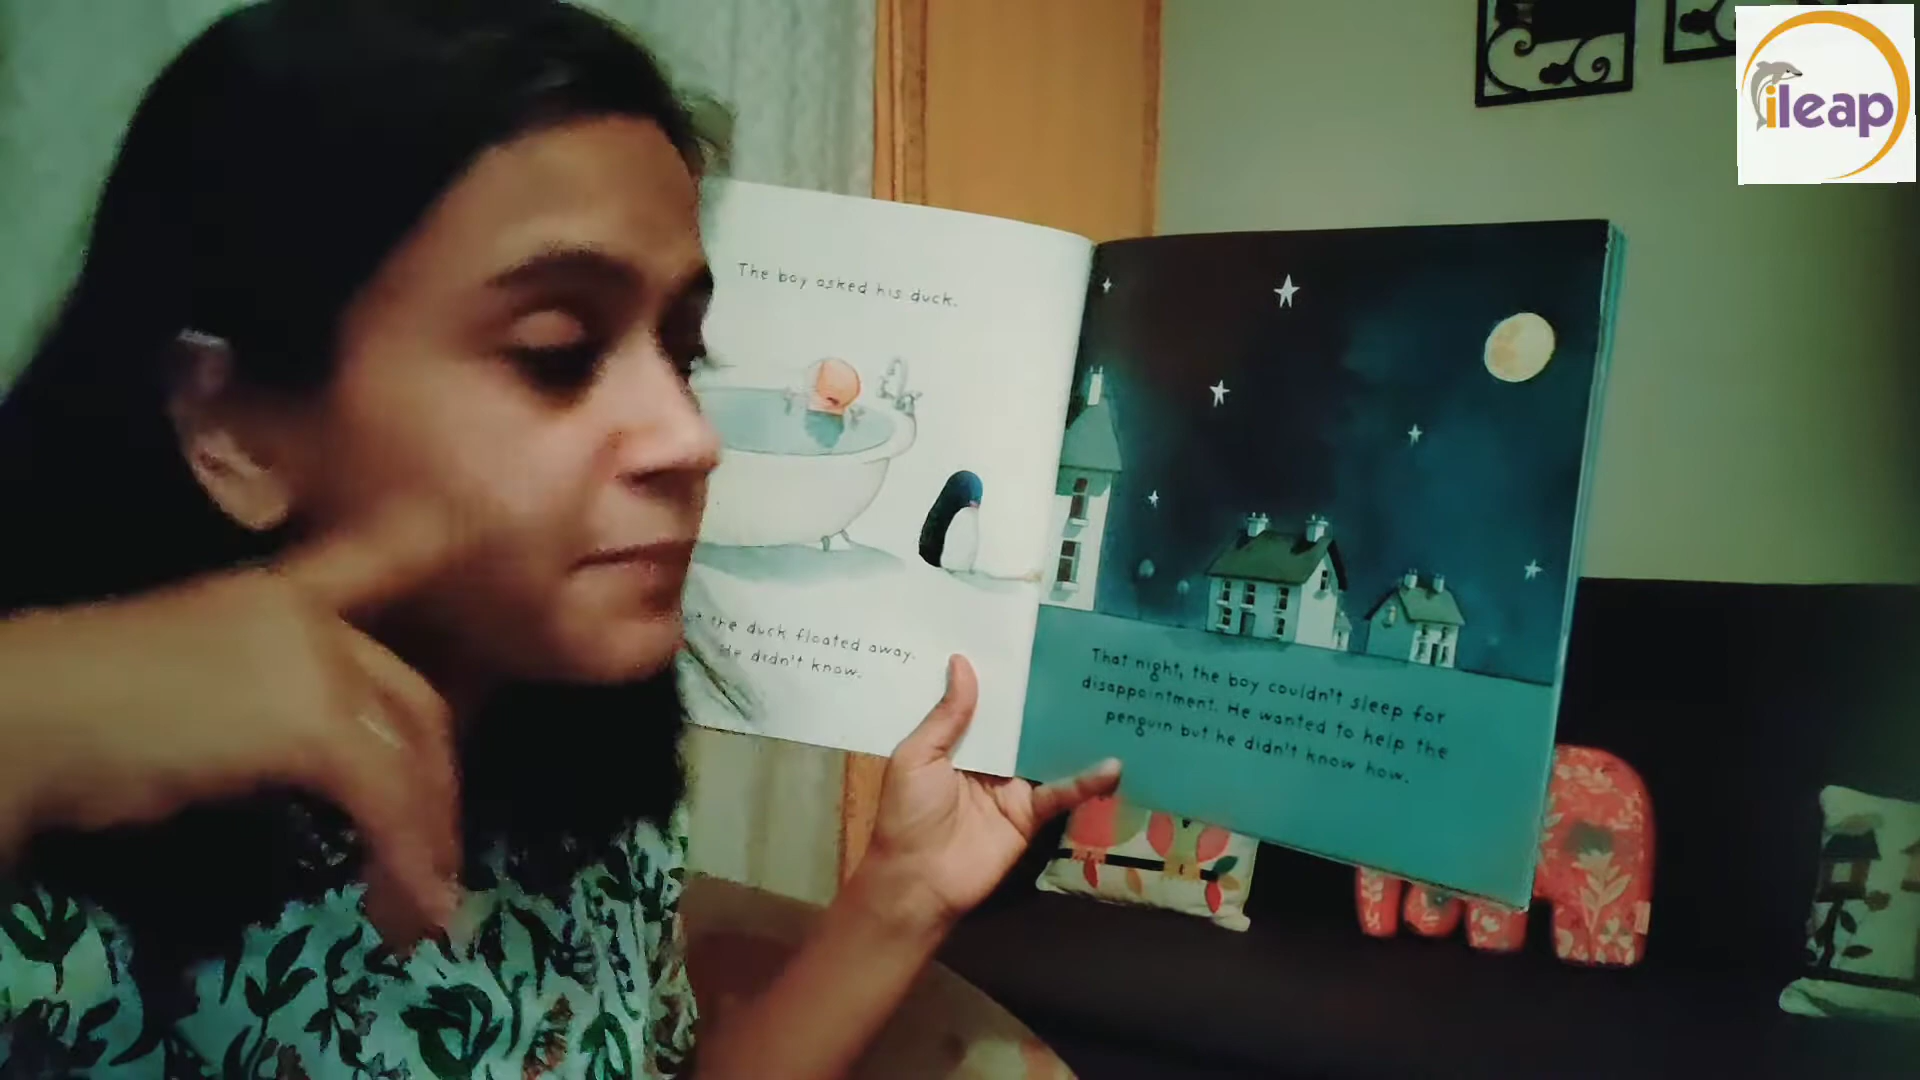 The boy asked his duck.
the duck floated away.
He didn't know.
That night, the boy couldn't sleep for
disappointment. He wanted to help the
penguin but he didn't know how.
ileap